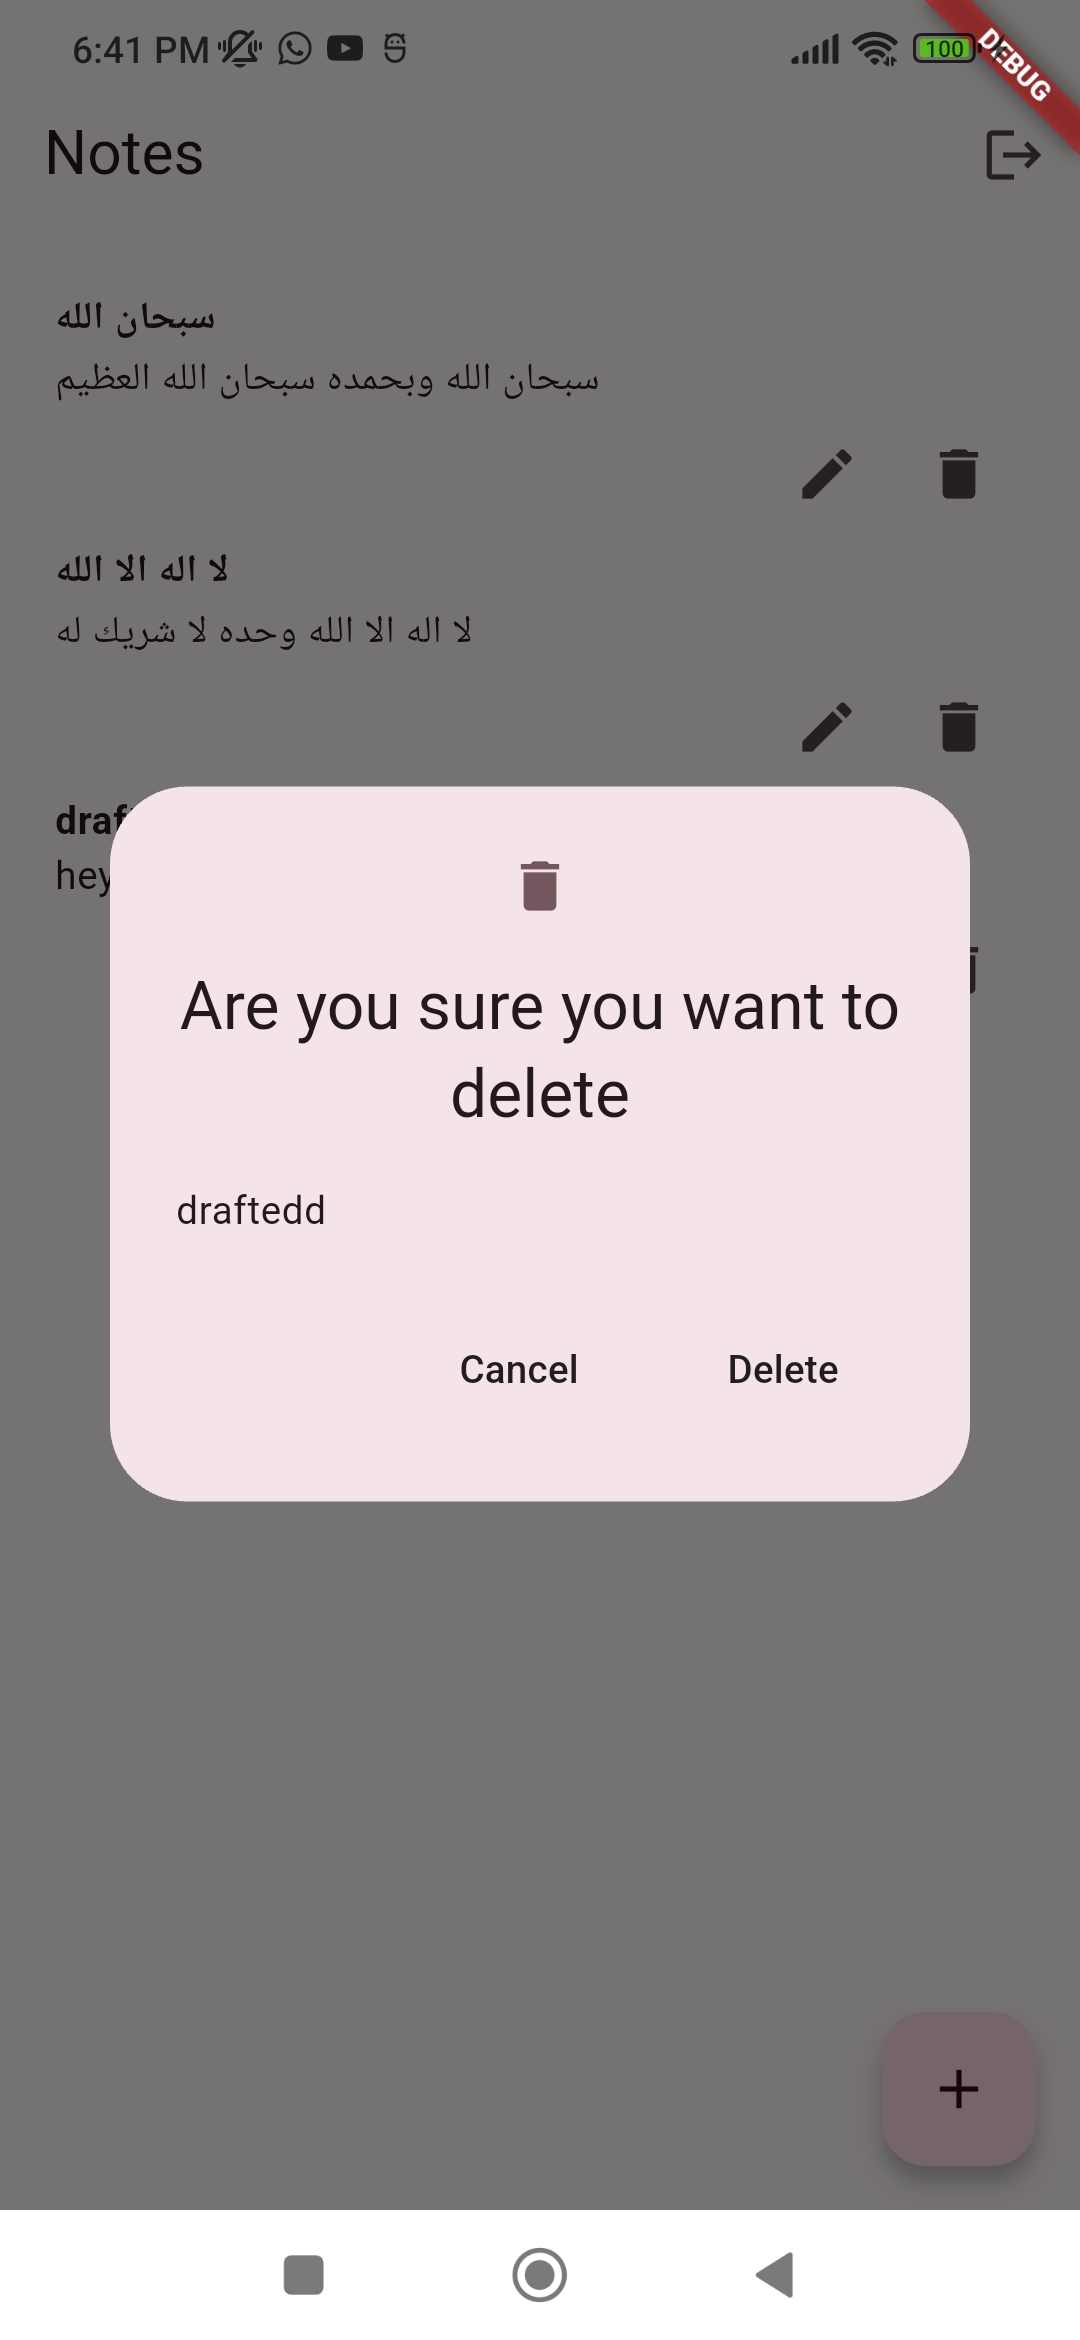 6:41 PM
100
DEBUG
Notes
سبحان الله
سبحان الله وبحمده سبحان الله العظيم
لا اله الا الله
لا اله الا الله وحده لا شريك له
draf
hey
Are you sure you want to
delete
draftedd
Cancel
Delete